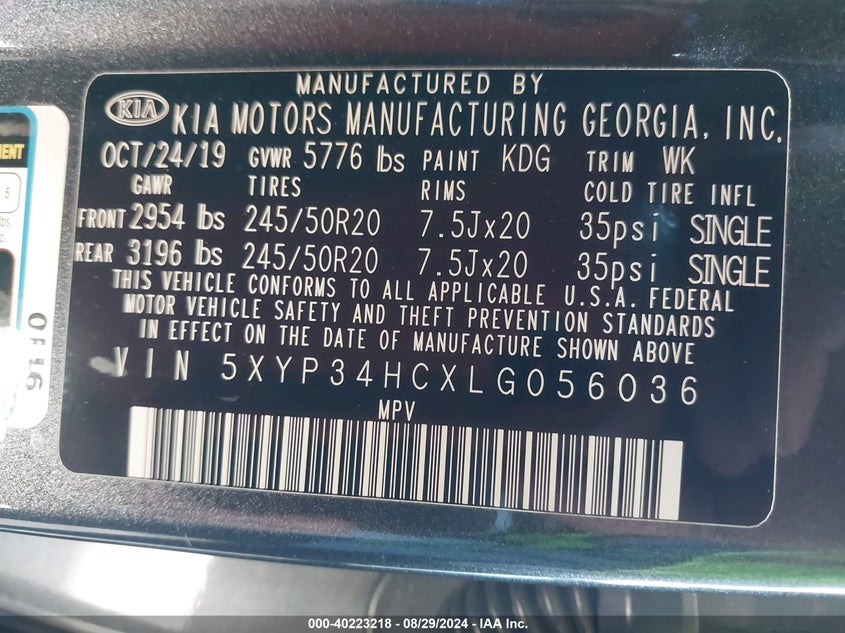 MANUFACTURED BY
KIA KIA MOTORS MANUFACTURING GEORGIA, INC.
OCT/24/19 GVWR 5776 lbs PAINT KDG TRIM WK
GAWR TIRES RIMS COLD TIRE INFL
FRONT 2954 lbs 245/50R20 7.5Jx20 35psi SINGLE
REAR 3196 lbs 245/50R20 7.5Jx20 35psi SINGLE
THIS VEHICLE CONFORMS TO ALL APPLICABLE U.S.A. FEDERAL
MOTOR VEHICLE SAFETY AND THEFT PREVENTION STANDARDS
IN EFFECT ON THE DATE OF MANUFACTURE SHOWN ABOVE
VIN 5XYP34HCXLG056036
MPV
5
000-40223218 - 08/29/2024 - IAA Inc.